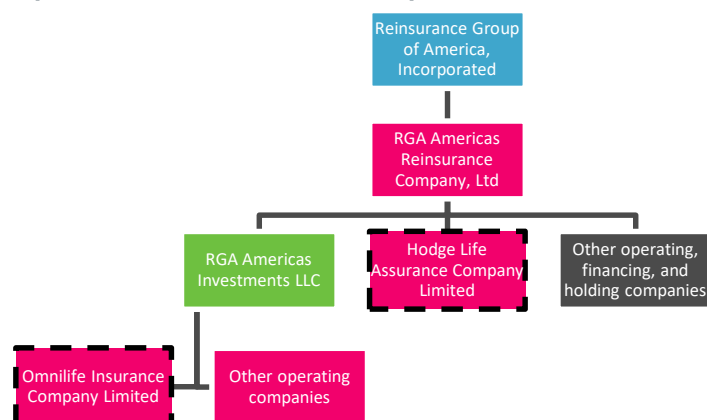 Reinsurance Group
of America,
Incorporated
RGA Americas
Reinsurance
Company, Ltd
RGA Americas
Investments LLC
Hodge Life
Assurance Company
Limited
Other operating,
financing, and
holding companies
Omnilife Insurance
Company Limited
Other operating
companies